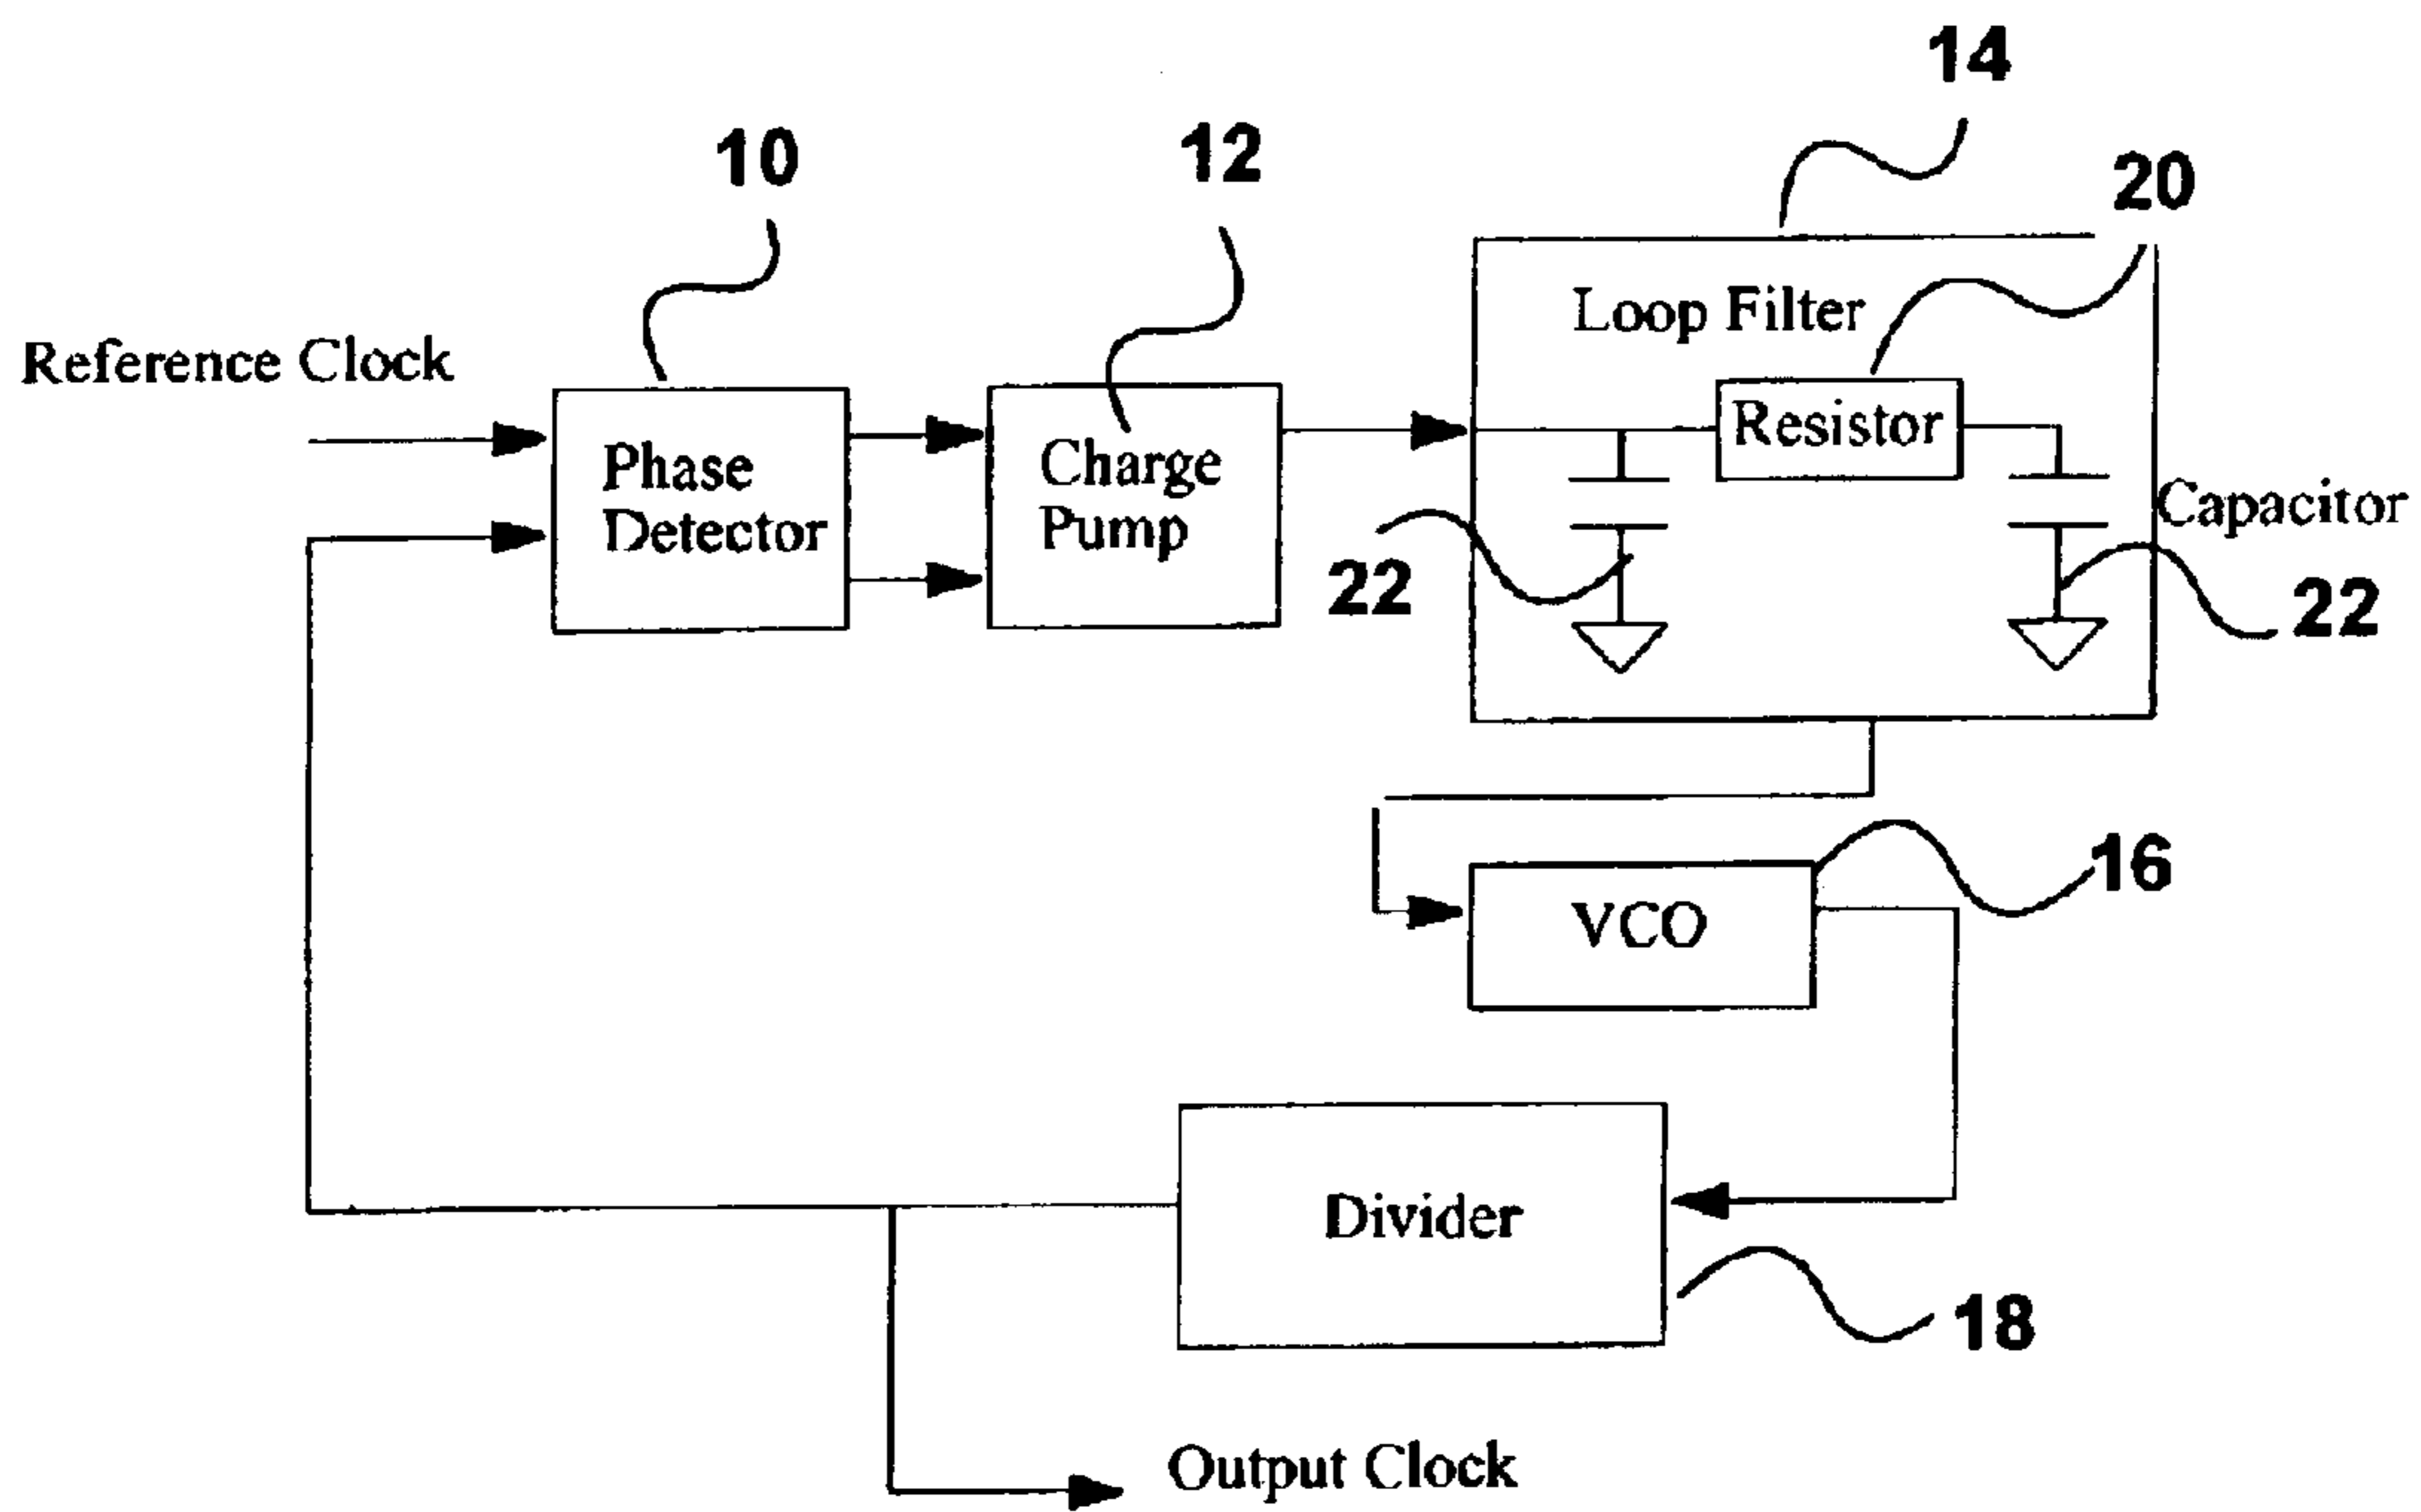 14
10
12
20
Loop Filter
Reference Clock
Resistor
Phase
Detector
Charge
Pump
Capacitor
22
22
16
VCO
Divider
18
Output Clock